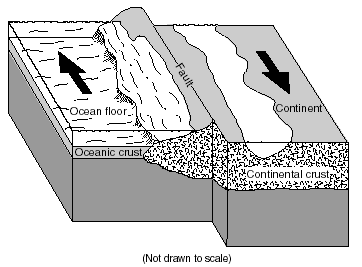 Fault
Ocean floor
Continent
Oceanic crust
Continental crust
(Not drawn to scale)